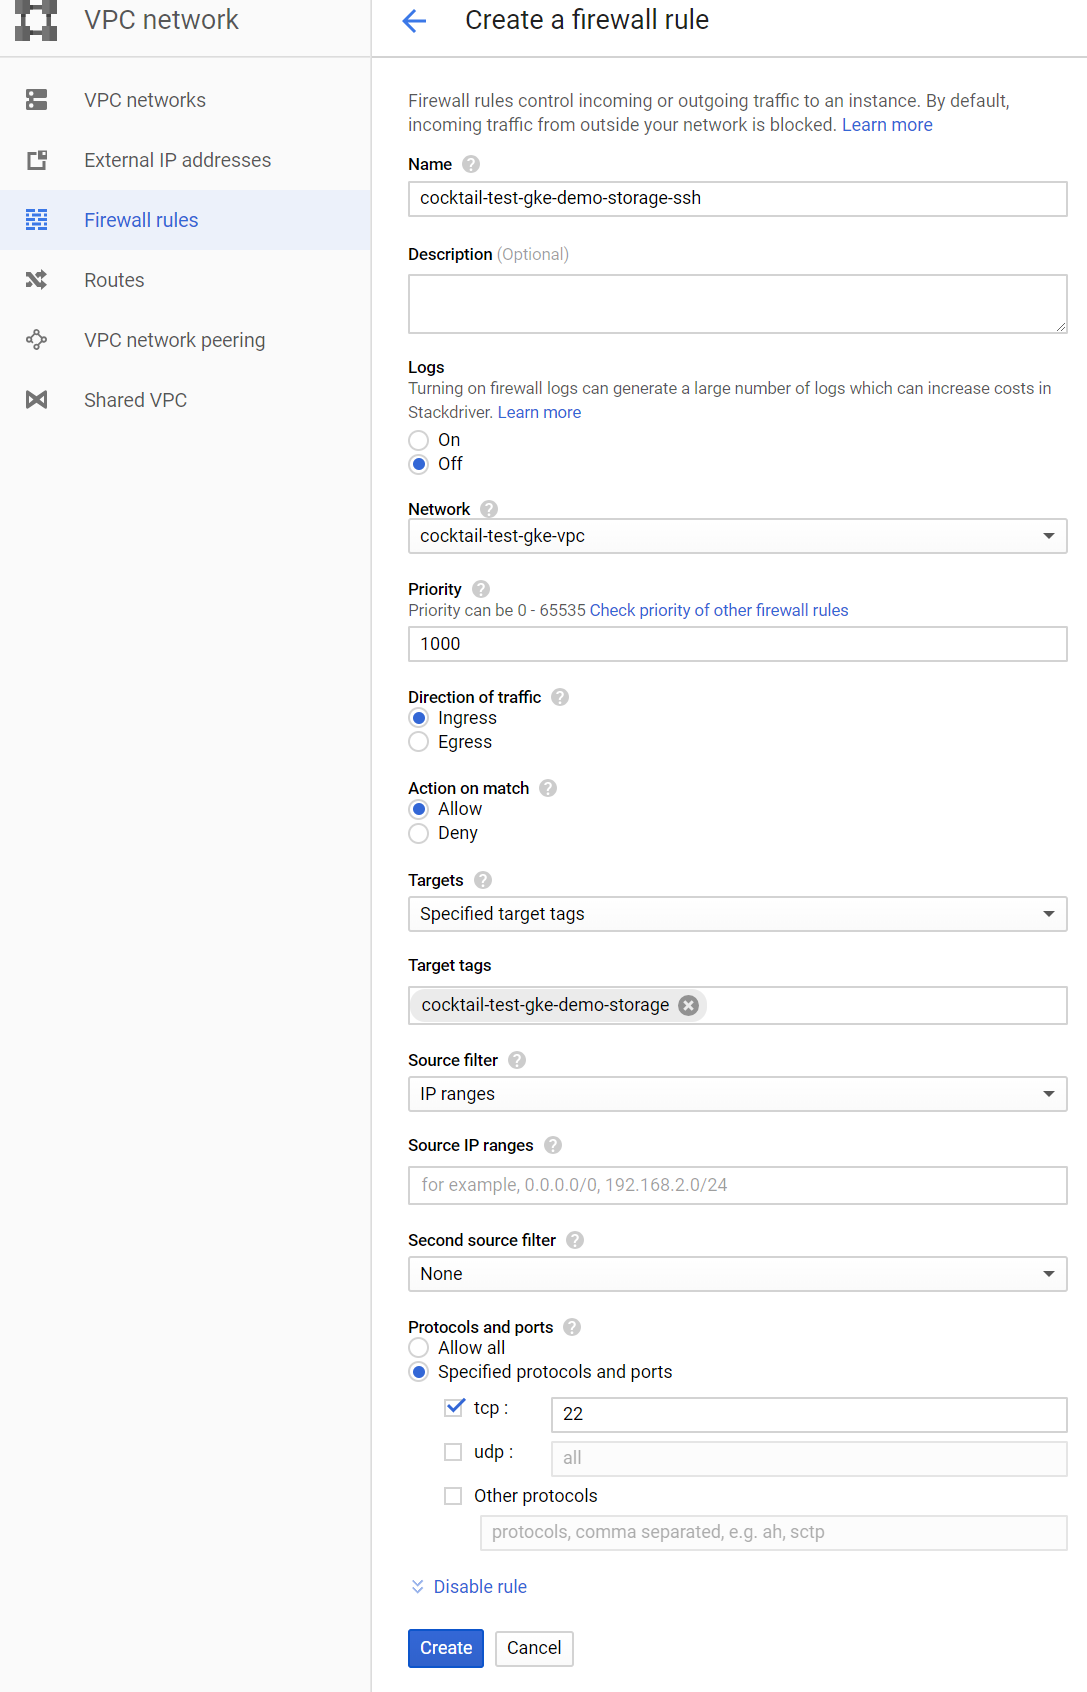 VPC network
VPC networks
External IP addresses
Firewall rules
Routes
VPC network peering
Shared VPC
Create a firewall rule
Firewall rules control incoming or outgoing traffic to an instance. By default,
incoming traffic from outside your network is blocked. Learn more
Name
cocktail-test-gke-demo-storage-ssh
Description (Optional)
Logs
Turning on firewall logs can generate a large number of logs which can increase costs in
Stackdriver. Learn more
On
Off
Network
cocktail-test-gke-vpc
Priority
Priority can be 0 - 65535 Check priority of other firewall rules
1000
Direction of traffic
Ingress
Egress
Action on match
Allow
Deny
Targets
Specified target tags
Target tags
cocktail-test-gke-demo-storage
Source filter
IP ranges
Source IP ranges
for example, 0.0.0.0/0, 192.168.2.0/24
Second source filter
None
Protocols and ports
Allow all
Specified protocols and ports
tcp : 22
udp : all
Other protocols
protocols, comma separated, e.g. ah, sctp
Disable rule
Create Cancel